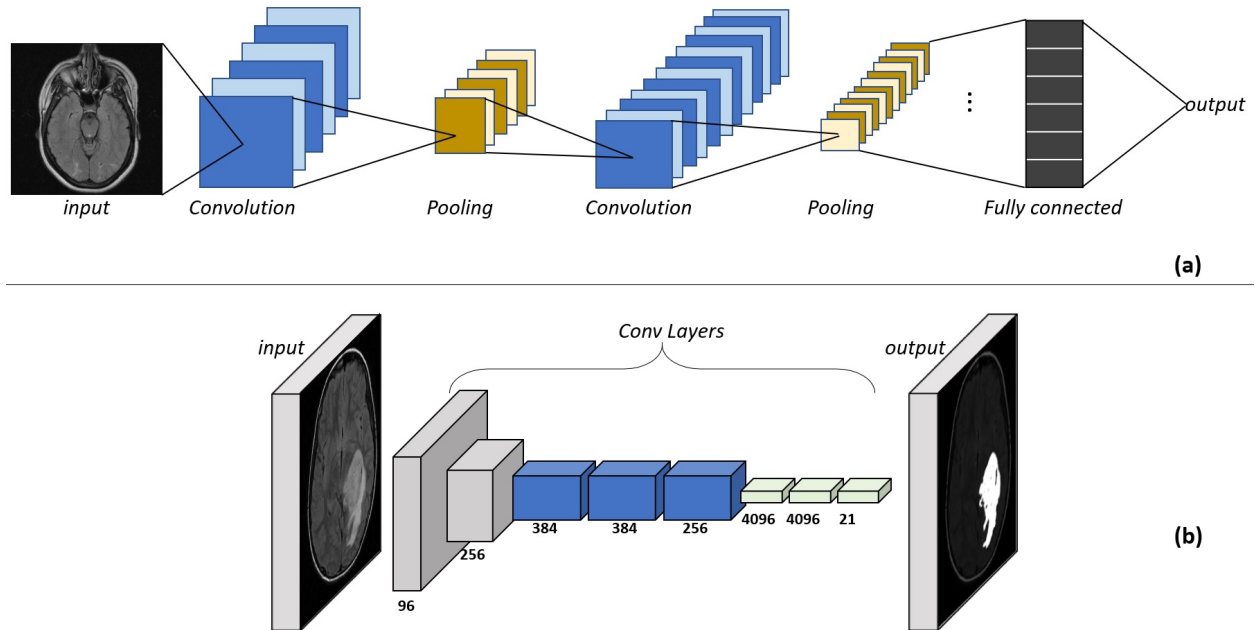 input
Convolution
Pooling
Convolution
Pooling
Fully connected
output
(a)
input
Conv Layers
output
96
256
384
384
256
4096
4096
21
(b)